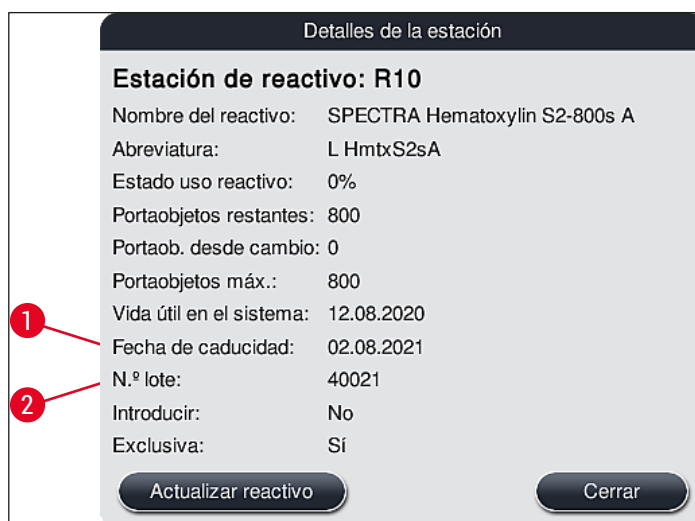 Detalles de la estación
Estación de reactivo: R10
Nombre del reactivo: SPECTRA Hematoxylin S2-800s A
Abreviatura: L HmtxS2sA
Estado uso reactivo: 0%
Portaobjetos restantes: 800
Portaob. desde cambio: 0
Portaobjetos máx.: 800
Vida útil en el sistema: 12.08.2020
1
Fecha de caducidad: 02.08.2021
N.º lote: 40021
2
Introducir: No
Exclusiva: Sí
Actualizar reactivo Cerrar